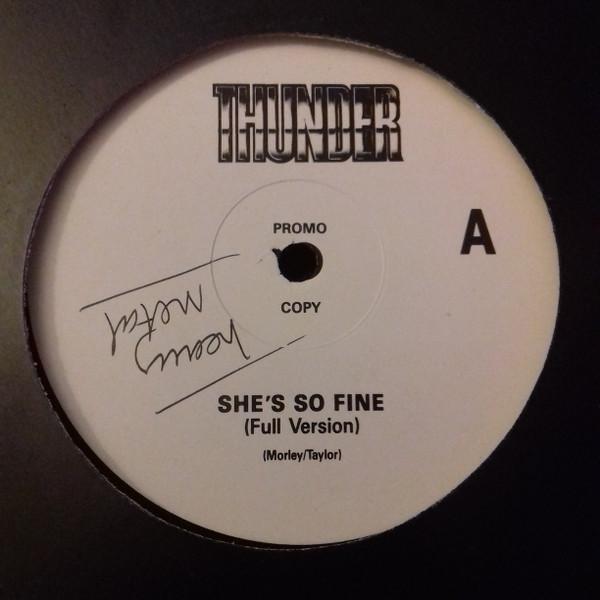 THUNDER
PROMO
A
COPY
heavy
metal
SHE'S SO FINE
(Full Version)
(Morley/Taylor)